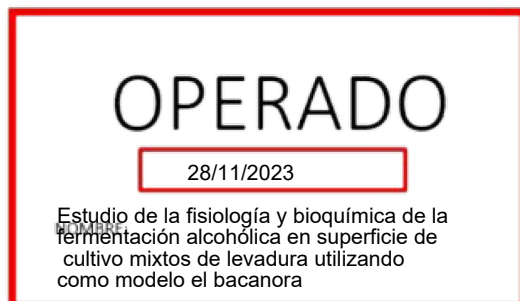 OPERADO
28/11/2023
Estudio de la fisiología y bioquímica de la
NOMBRE:
fermentación alcohólica en superficie de
cultivo mixtos de levadura utilizando
como modelo el bacanora